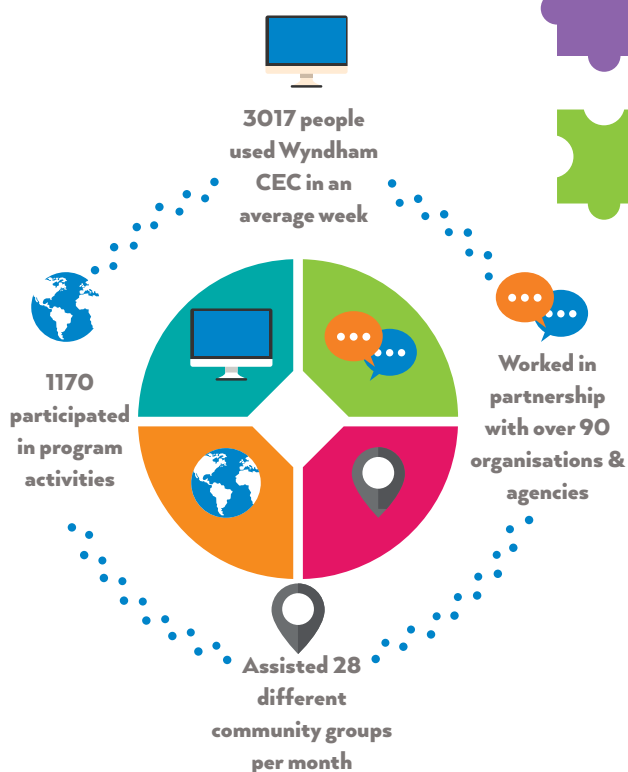 3017 people
used Wyndham
CEC in an
average week
1170
participated
in program
activities
Worked in
partnership
with over 90
organisations &
agencies
Assisted 28
different
community groups
per month